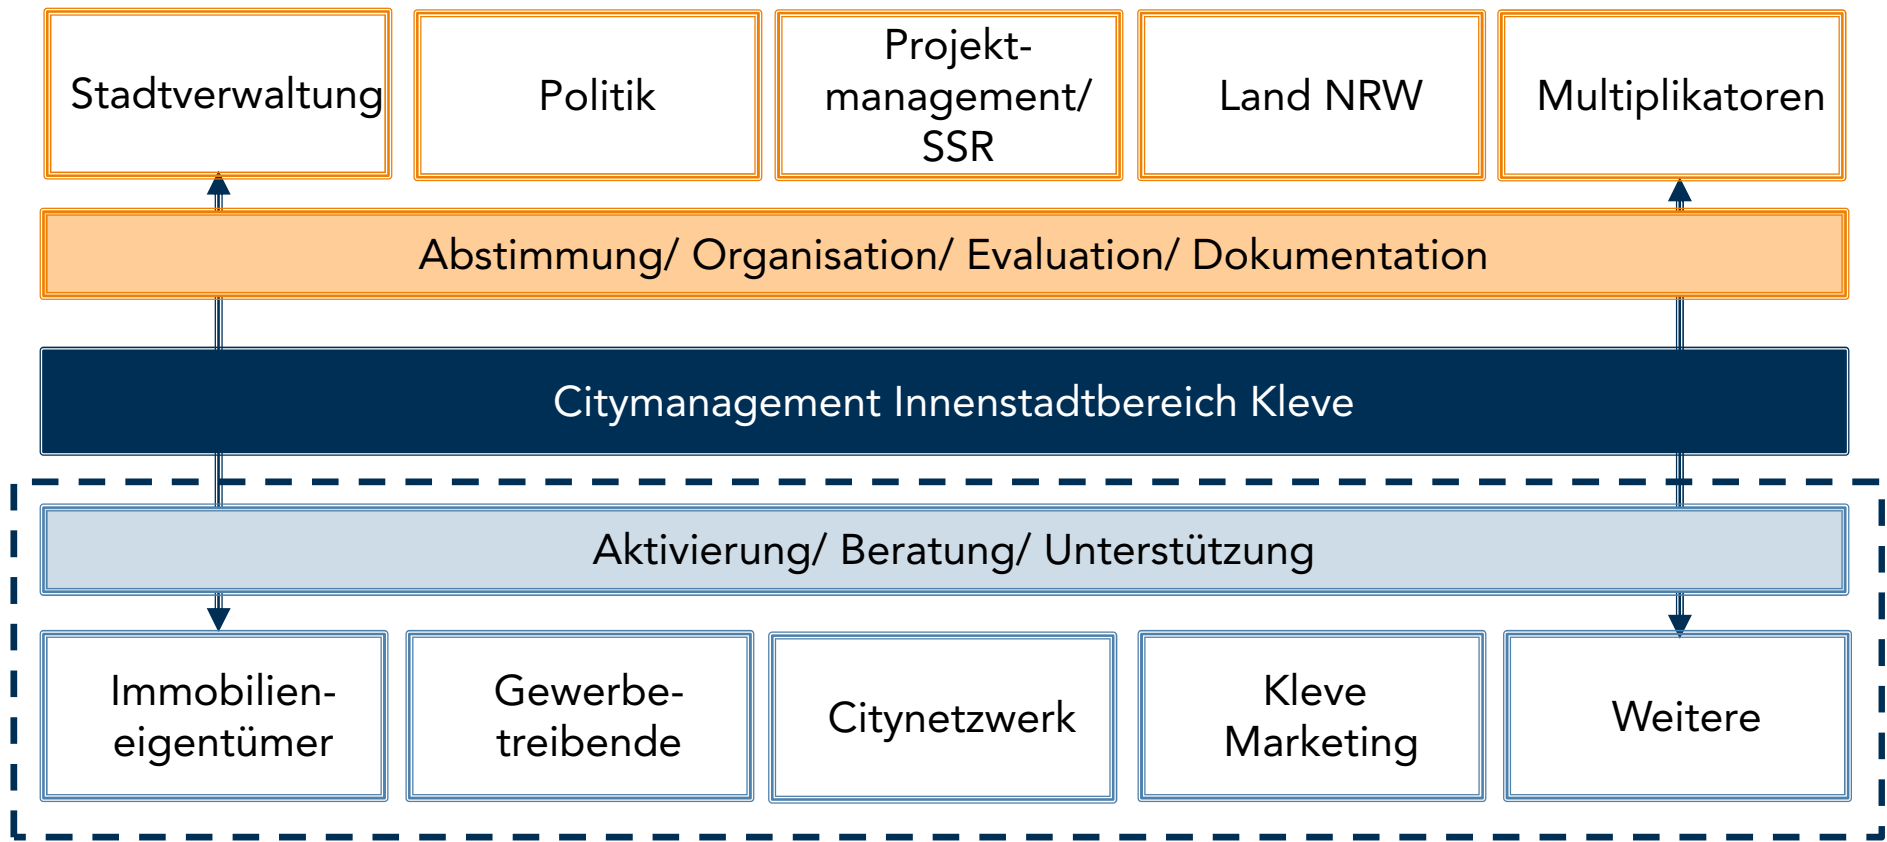 Stadtverwaltung
Politik
Projekt-
management/
SSR
Land NRW
Multiplikatoren
Abstimmung/ Organisation/ Evaluation/ Dokumentation
Citymanagement Innenstadtbereich Kleve
Aktivierung/ Beratung/ Unterstützung
Immobilien-
eigentümer
Gewerbe-
treibende
Citynetzwerk
Kleve
Marketing
Weitere